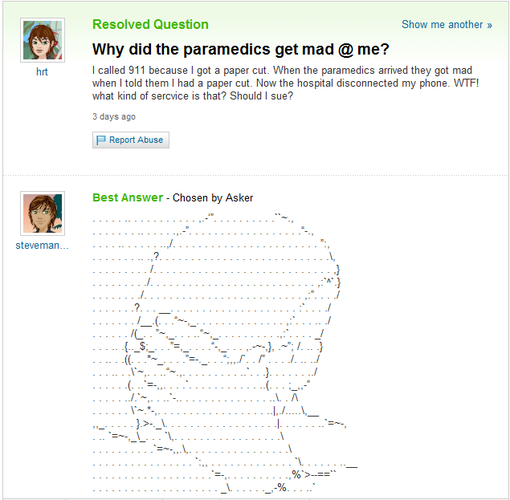 Resolved Question
Show me another »
hrt
Why did the paramedics get mad @ me?
I called 911 because I got a paper cut. When the paramedics arrived they got mad
when I told them I had a paper cut. Now the hospital disconnected my phone. WTF!
what kind of sercvice is that? Should I sue?
3 days ago
Report Abuse
steveman...
Best Answer - Chosen by Asker